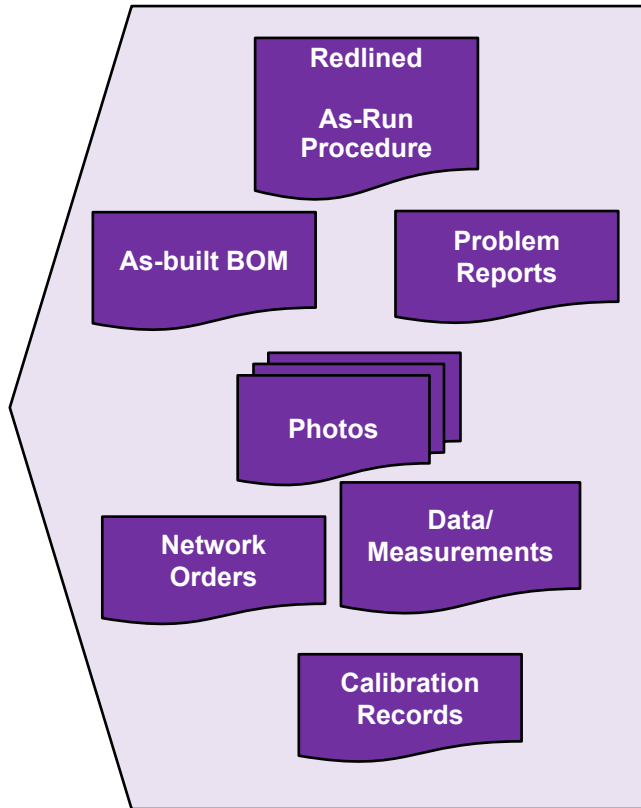 Redlined
As-Run
Procedure
As-built BOM
Problem
Reports
Photos
Data/
Measurements
Network
Orders
Calibration
Records